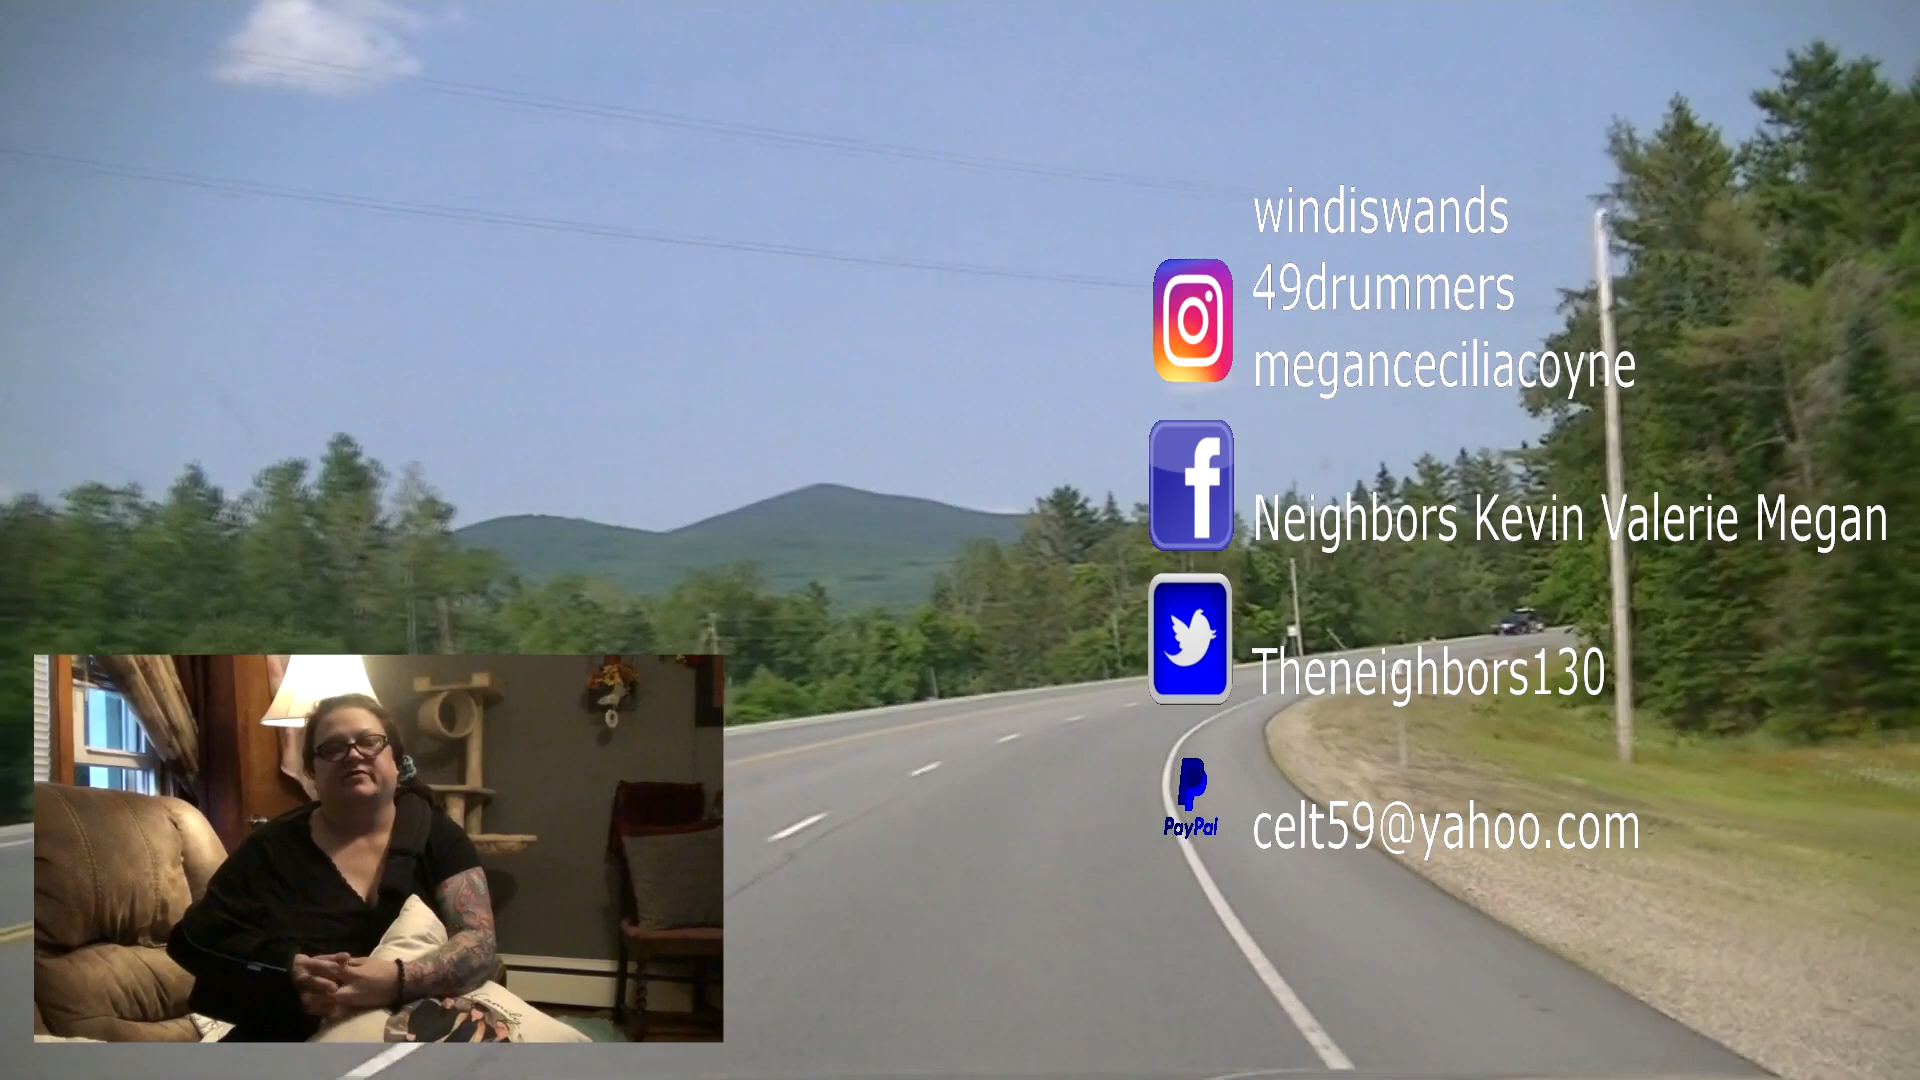 windiswands
49drummers
meganceciliacoyne
Neighbors Kevin Valerie Megan
Theneighbors130
PayPal
celt59@yahoo.com